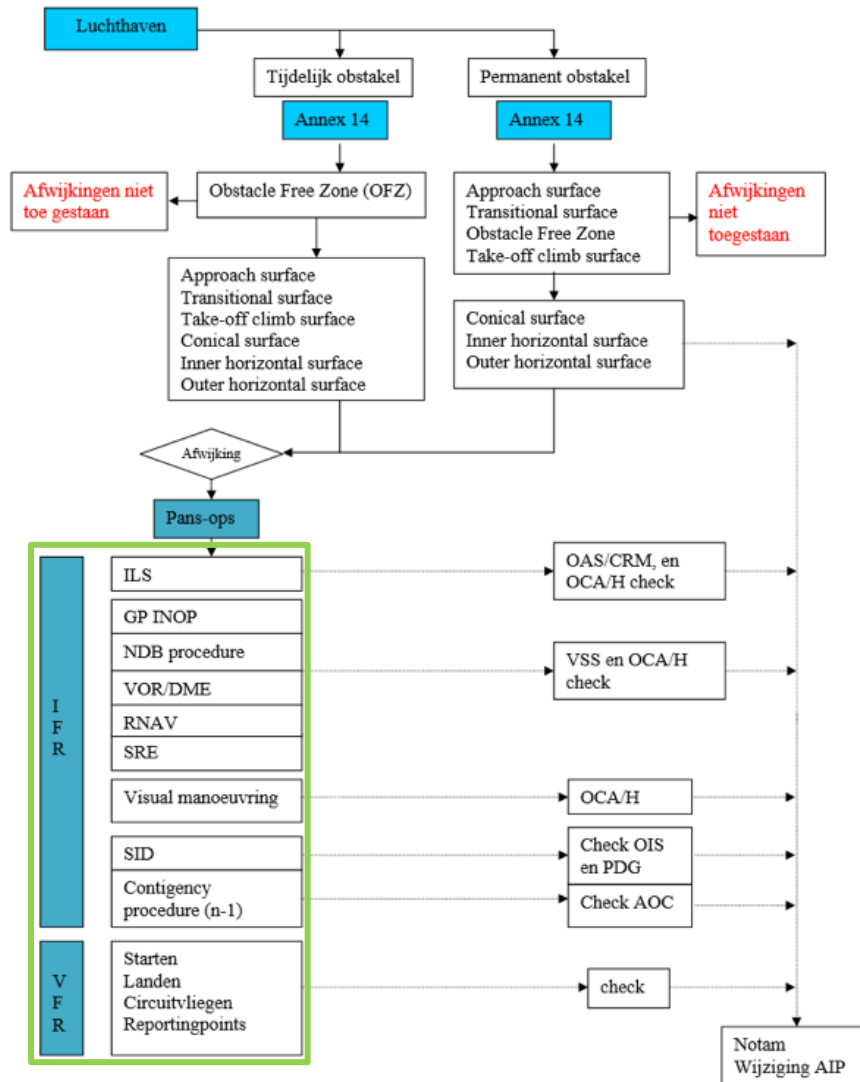 Luchthaven
Tijdelijk obstakel
Permanent obstakel
Annex 14
Annex 14
Afwijkingen niet
toe gestaan
Obstacle Free Zone (OFZ)
Approach surface
Transitional surface
Obstacle Free Zone
Take-off climb surface
Afwijkingen
niet
toegestaan
Approach surface
Transitional surface
Take-off climb surface
Conical surface
Inner horizontal surface
Outer horizontal surface
Conical surface
Inner horizontal surface
Outer horizontal surface
Afwijking
Pans-ops
I
F
R
ILS
OAS/CRM, en
OCA/H check
GP INOP
NDB procedure
VOR/DME
RNAV
SRE
VSS en OCA/H
check
Visual manoeuvring
OCA/H
SID
Check OIS
en PDG
Contigency
procedure (n-1)
Check AOC
V
F
R
Starten
Landen
Circuitvliegen
Reportingpoints
check
Notam
Wijziging AIP